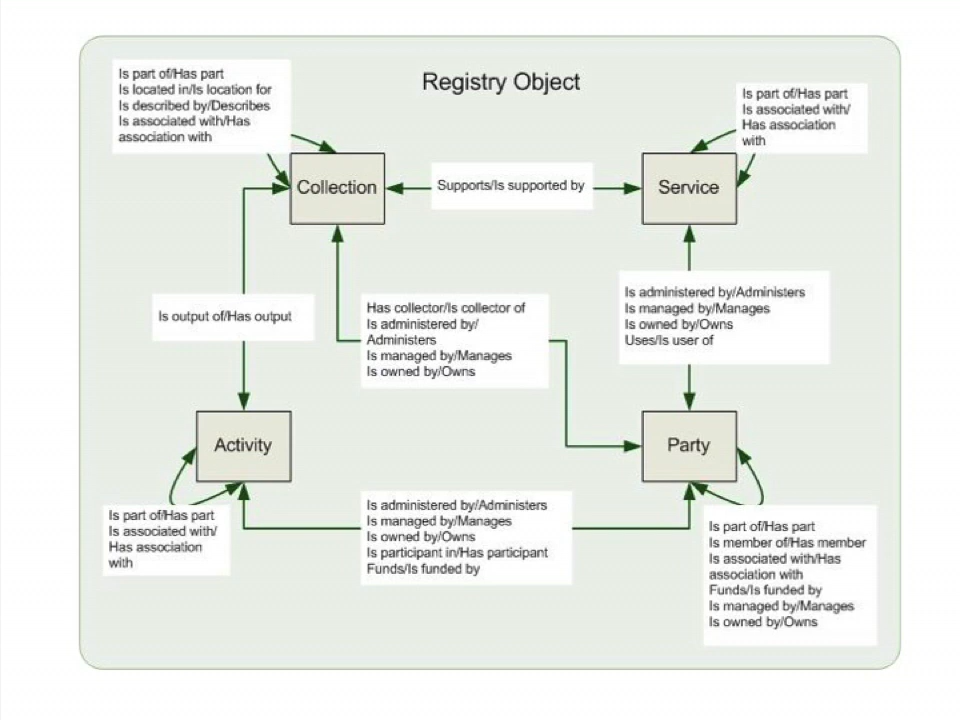 Registry Object
Is part of/Has part
Is located in/Is location for
Is described by/Describes
Is associated with/Has
association with
Is part of/Has part
Is associated with/
Has association
with
Collection
Supports/Is supported by
Service
Is output of/Has output
Has collector/Is collector of
Is administered by/
Administers
Is managed by/Manages
Is owned by/Owns
Is administered by/Administers
Is managed by/Manages
Is owned by/Owns
Uses/Is user of
Activity
Party
Is part of/Has part
Is associated with/
Has association
with
Is administered by/Administers
Is managed by/Manages
Is owned by/Owns
Is participant in/Has participant
Funds/Is funded by
Is part of/Has part
Is member of/Has member
Is associated with/Has
association with
Funds/Is funded by
Is managed by/Manages
Is owned by/Owns